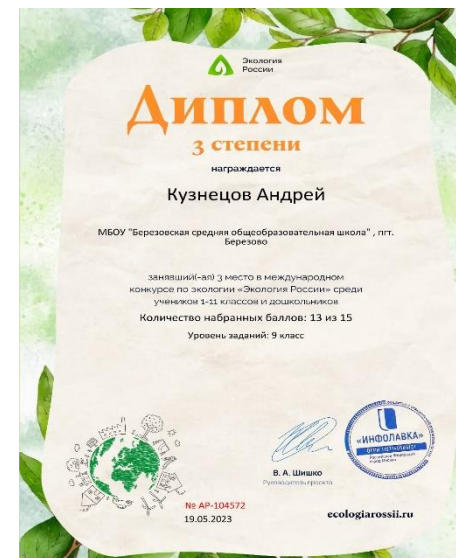 Экология
России
Диплом
3 степени
награждается
Кузнецов Андрей
МБОУ "Березовская средняя общеобразовательная школа" , пгт.
Березово
занявший(-ая) 3 место в международном
конкурсе по экологии «Экология России» среди
учеников 1-11 классов и дошкольников
Количество набранных баллов: 13 из 15
Уровень заданий: 9 класс
«ИНФОЛАВКА»
В. А. Шишко
Руководитель проекта
№ АР-104572
19.05.2023
ecologiarossii.ru